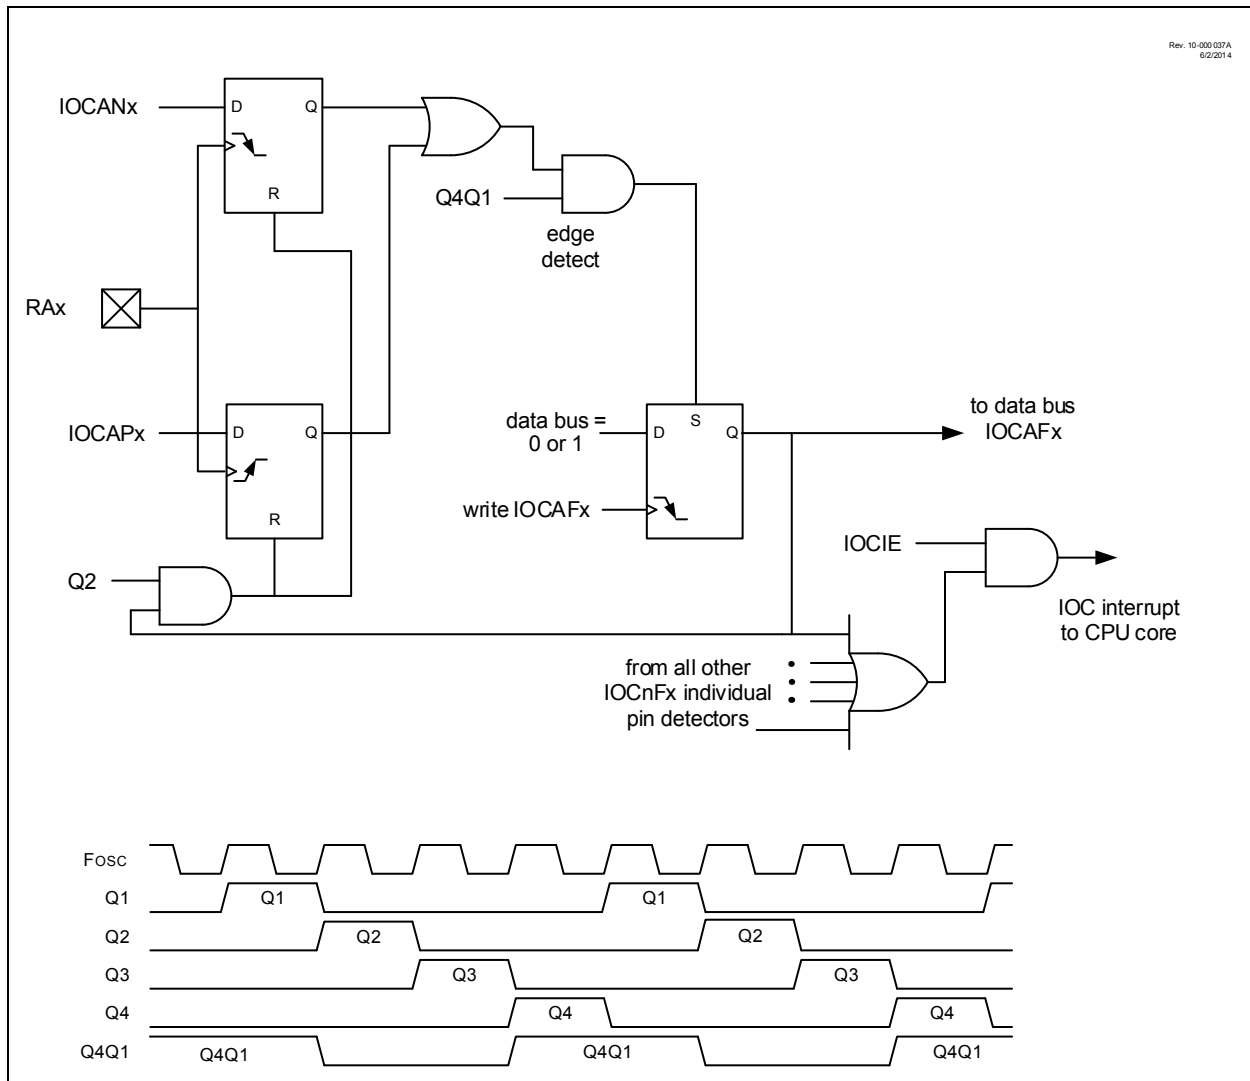 Rev. 10-000 037A
6/2/2014
IOCANx
D
Q
R
Q4Q1
edge
detect
RAx
IOCAPx
D
Q
R
data bus =
0 or 1
D
S
Q
to data bus
IOCAFx
write IOCAFx
IOCIE
Q2
IOC interrupt
to CPU core
from all other
IOCnFx individual
pin detectors
FOSC
Q1
Q1
Q1
Q2
Q2
Q2
Q3
Q3
Q3
Q4
Q4
Q4
Q4Q1
Q4Q1
Q4Q1
Q4Q1